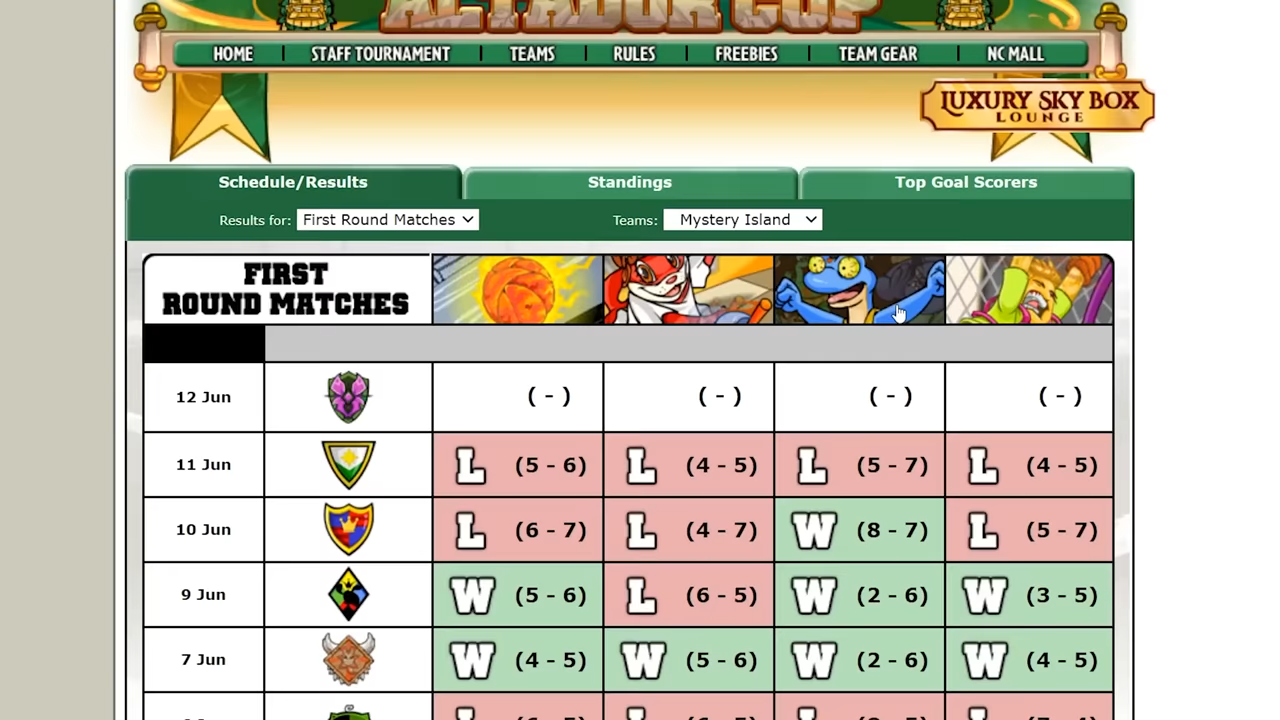 ALTADOR CUP
HOME STAFF TOURNAMENT TEAMS RULES FREEBIES TEAM GEAR NC MALL
LUXURY SKY BOX
LOUNGE
Schedule/Results Standings Top Goal Scorers
Results for: First Round Matches Teams: Mystery Island
FIRST
ROUND MATCHES
12 Jun ( - ) ( - ) ( - ) ( - )
11 Jun L (5 - 6) L (4 - 5) L (5 - 7) L (4 - 5)
10 Jun L (6 - 7) L (4 - 7) W (8 - 7) L (5 - 7)
9 Jun W (5 - 6) L (6 - 5) W (2 - 6) W (3 - 5)
7 Jun W (4 - 5) W (5 - 6) W (2 - 6) W (4 - 5)